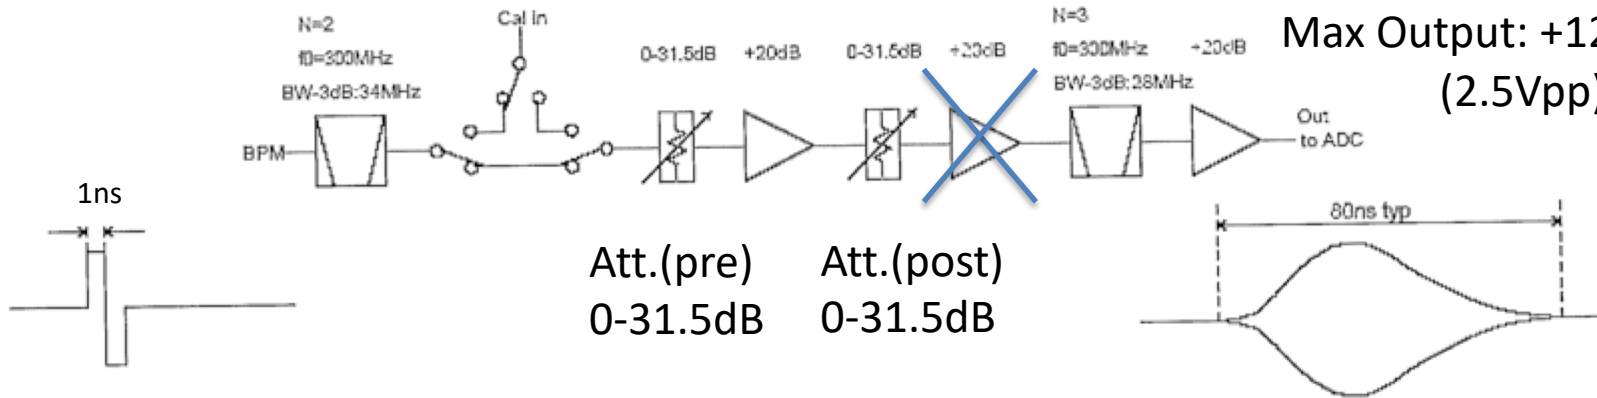 N=2
f0=300MHz
BW-3dB:34MHz
Cal in
0-31.5dB
+20dB
0-31.5dB
+20dB
N=3
f0=300MHz
BW-3dB:28MHz
+20dB
Max Output: +12
(2.5Vpp)
BPM
Out
to ADC
1ns
Att.(pre)
0-31.5dB
Att.(post)
0-31.5dB
80ns typ